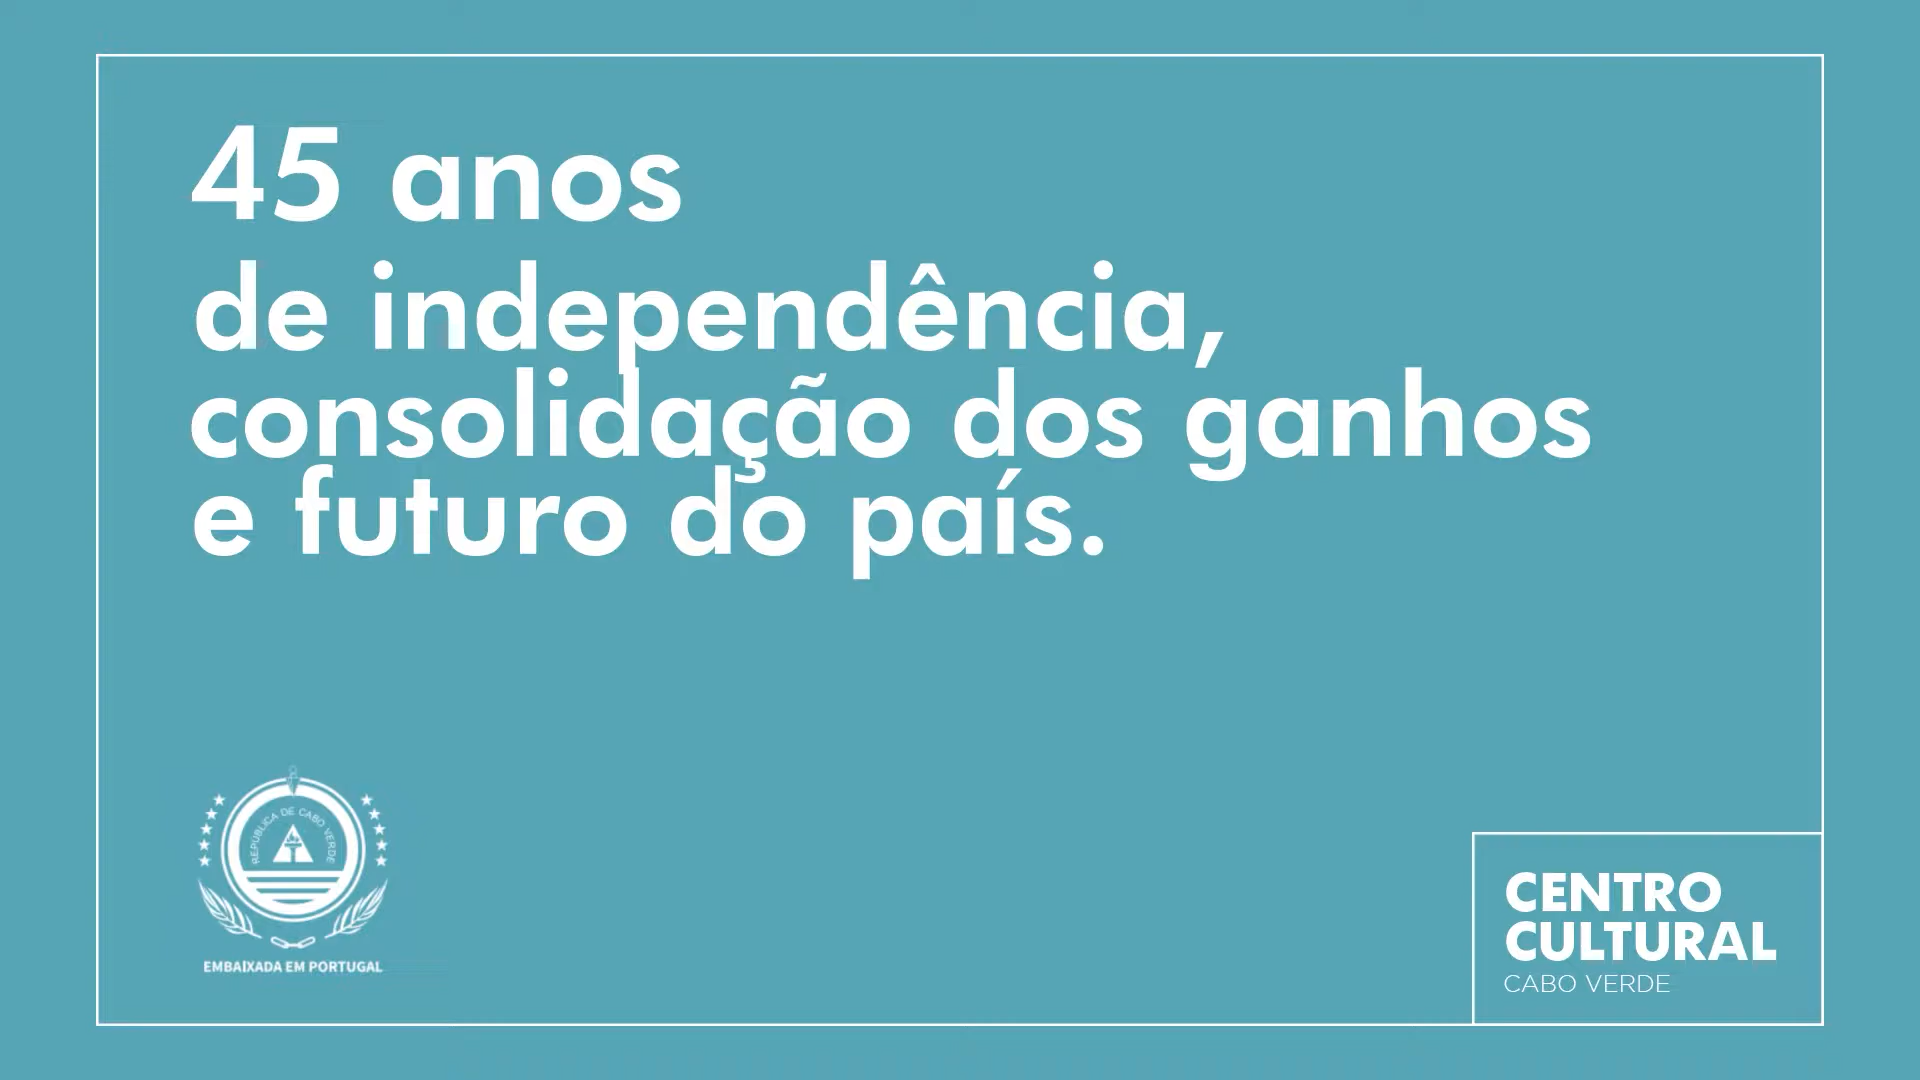 45 anos
de independência,
consolidação dos ganhos
e futuro do país.
REPÚBLICA DE CABO VERDE
EMBAIXADA EM PORTUGAL
CENTRO
CULTURAL
CABO VERDE